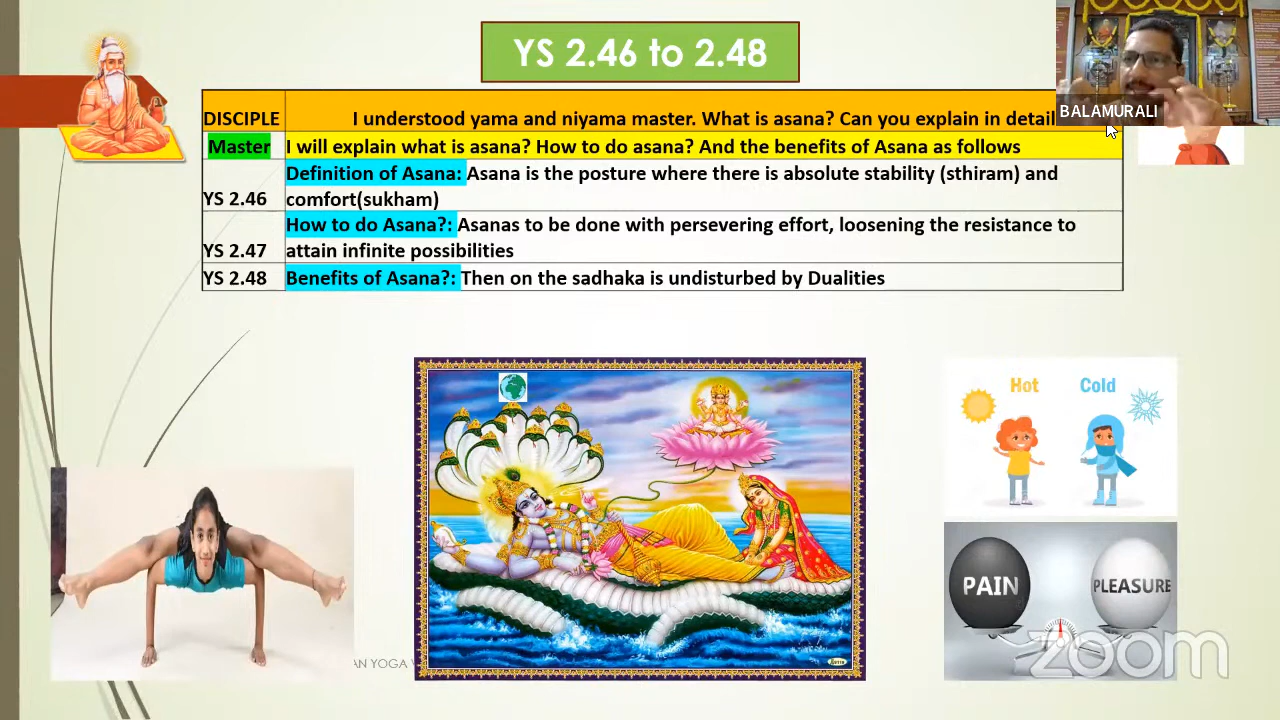 YS 2.46 to 2.48
BALAMURALI
DISCIPLE I understood yama and niyama master. What is asana? Can you explain in detail
Master I will explain what is asana? How to do asana? And the benefits of Asana as follows
Definition of Asana: Asana is the posture where there is absolute stability (sthiram) and
YS 2.46 comfort(sukham)
How to do Asana?: Asanas to be done with persevering effort, loosening the resistance to
YS 2.47 attain infinite possibilities
YS 2.48 Benefits of Asana?: Then on the sadhaka is undisturbed by Dualities
Hot Cold
PAIN PLEASURE
AN YOGA
zoom